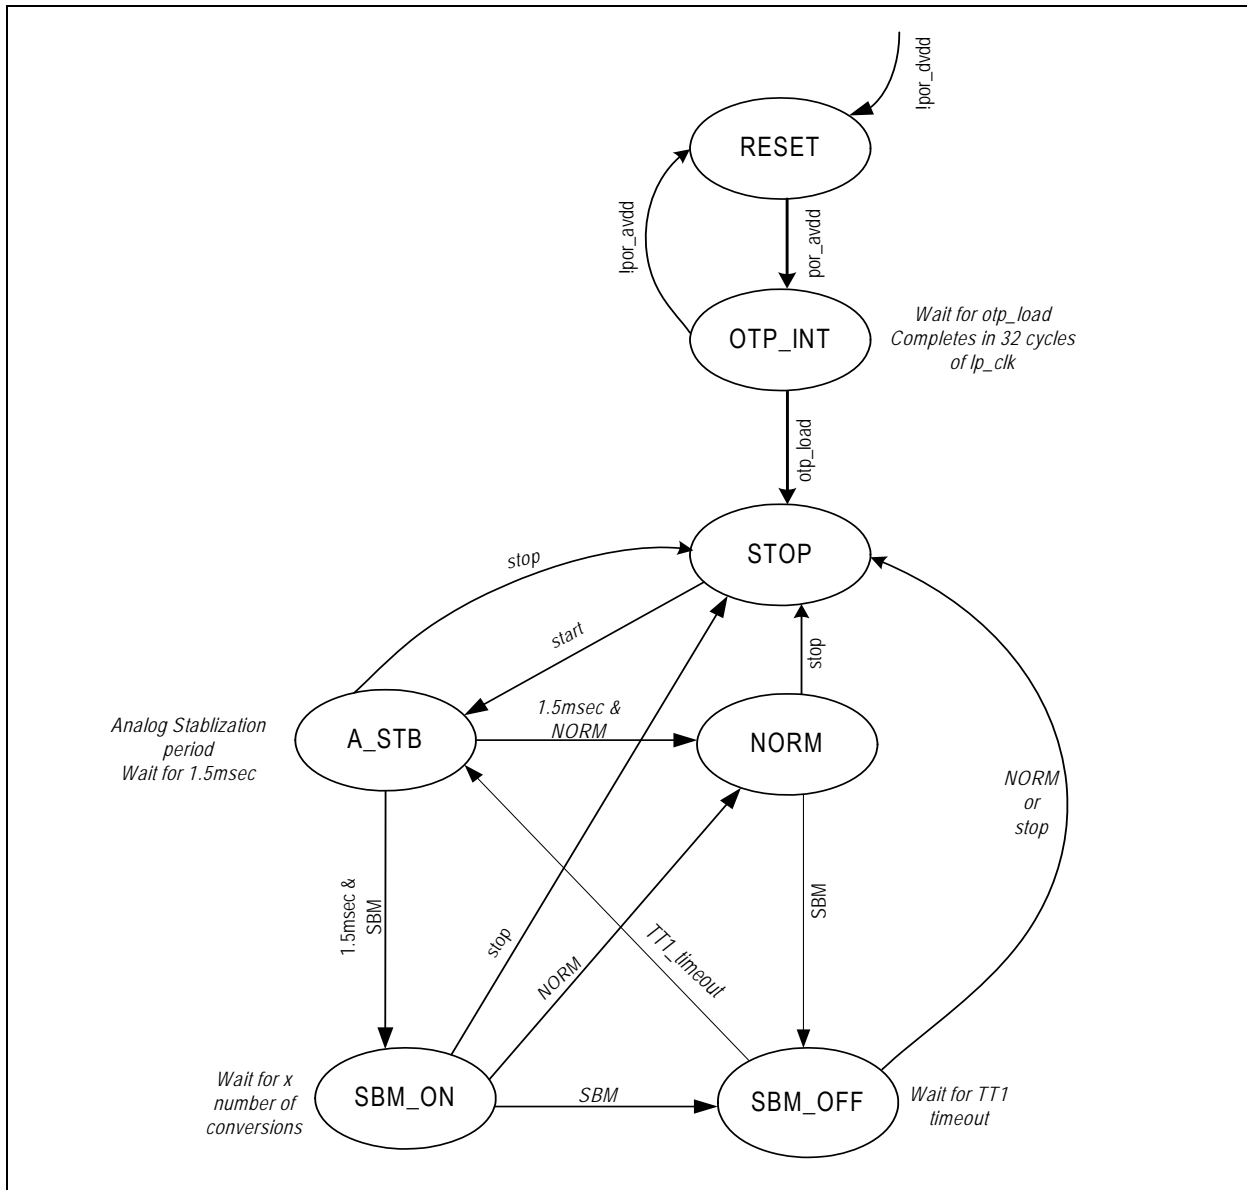 !por_dvdd
RESET
!por_avdd
por_avdd
OTP_INT
Wait for otp_load
Completes in 32 cycles
of lp_clk
otp_load
STOP
stop
start
stop
1.5msec &
NORM
Analog Stablization
period
Wait for 1.5msec
A_STB
NORM
NORM
or
stop
1.5msec &
SBM
stop
NORM
TT1_timeout
SBM
Wait for x
number of
conversions
SBM_ON
SBM
SBM_OFF
Wait for TT1
timeout